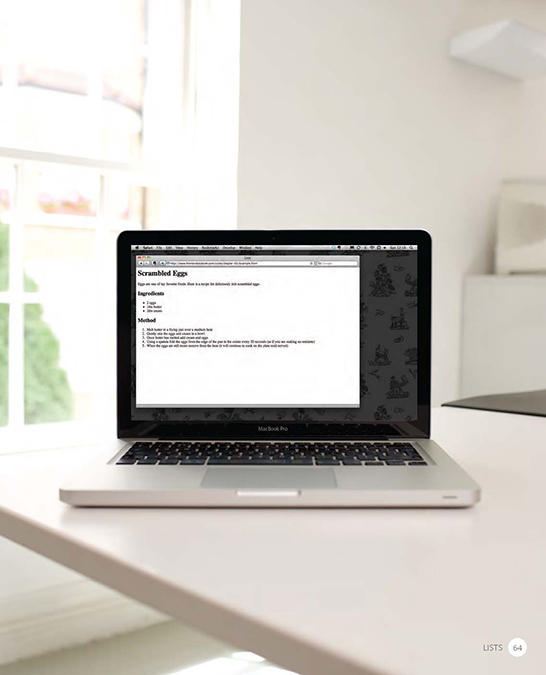 Safari File Edit View History Bookmarks Develop Window Help
Scrambled Eggs
Eggs are one of my favorite foods. Here is a recipe for deliciously rich scrambled eggs.
Ingredients
2 eggs
10g butter
Method
1. Melt butter in a frying pan over a medium heat
2. Gently mix the eggs and cream in a bowl
3. Once butter has melted add cream and eggs
4. Using a spatula fold the eggs from the edge of the pan to the center every 20 seconds (as if you are making an omelette)
5. When the eggs are still moist remove from the heat (it will continue to cook on the plate until served)
MacBook Pro
LISTS 64